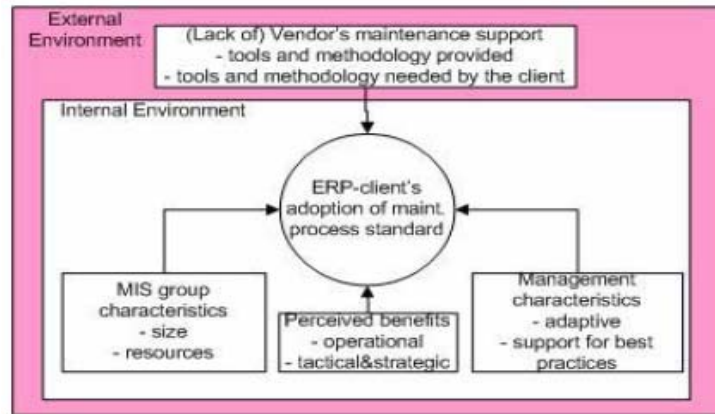 External
Environment
(Lack of) Vendor's maintenance support
- tools and methodology provided
- tools and methodology needed by the client
Internal Environment
ERP-client's
adoption of maint.
process standard
MIS group
characteristics
- size
- resources
Perceived benefits
- operational
- tactical&strategic
Management
characteristics
- adaptive
- support for best
practices